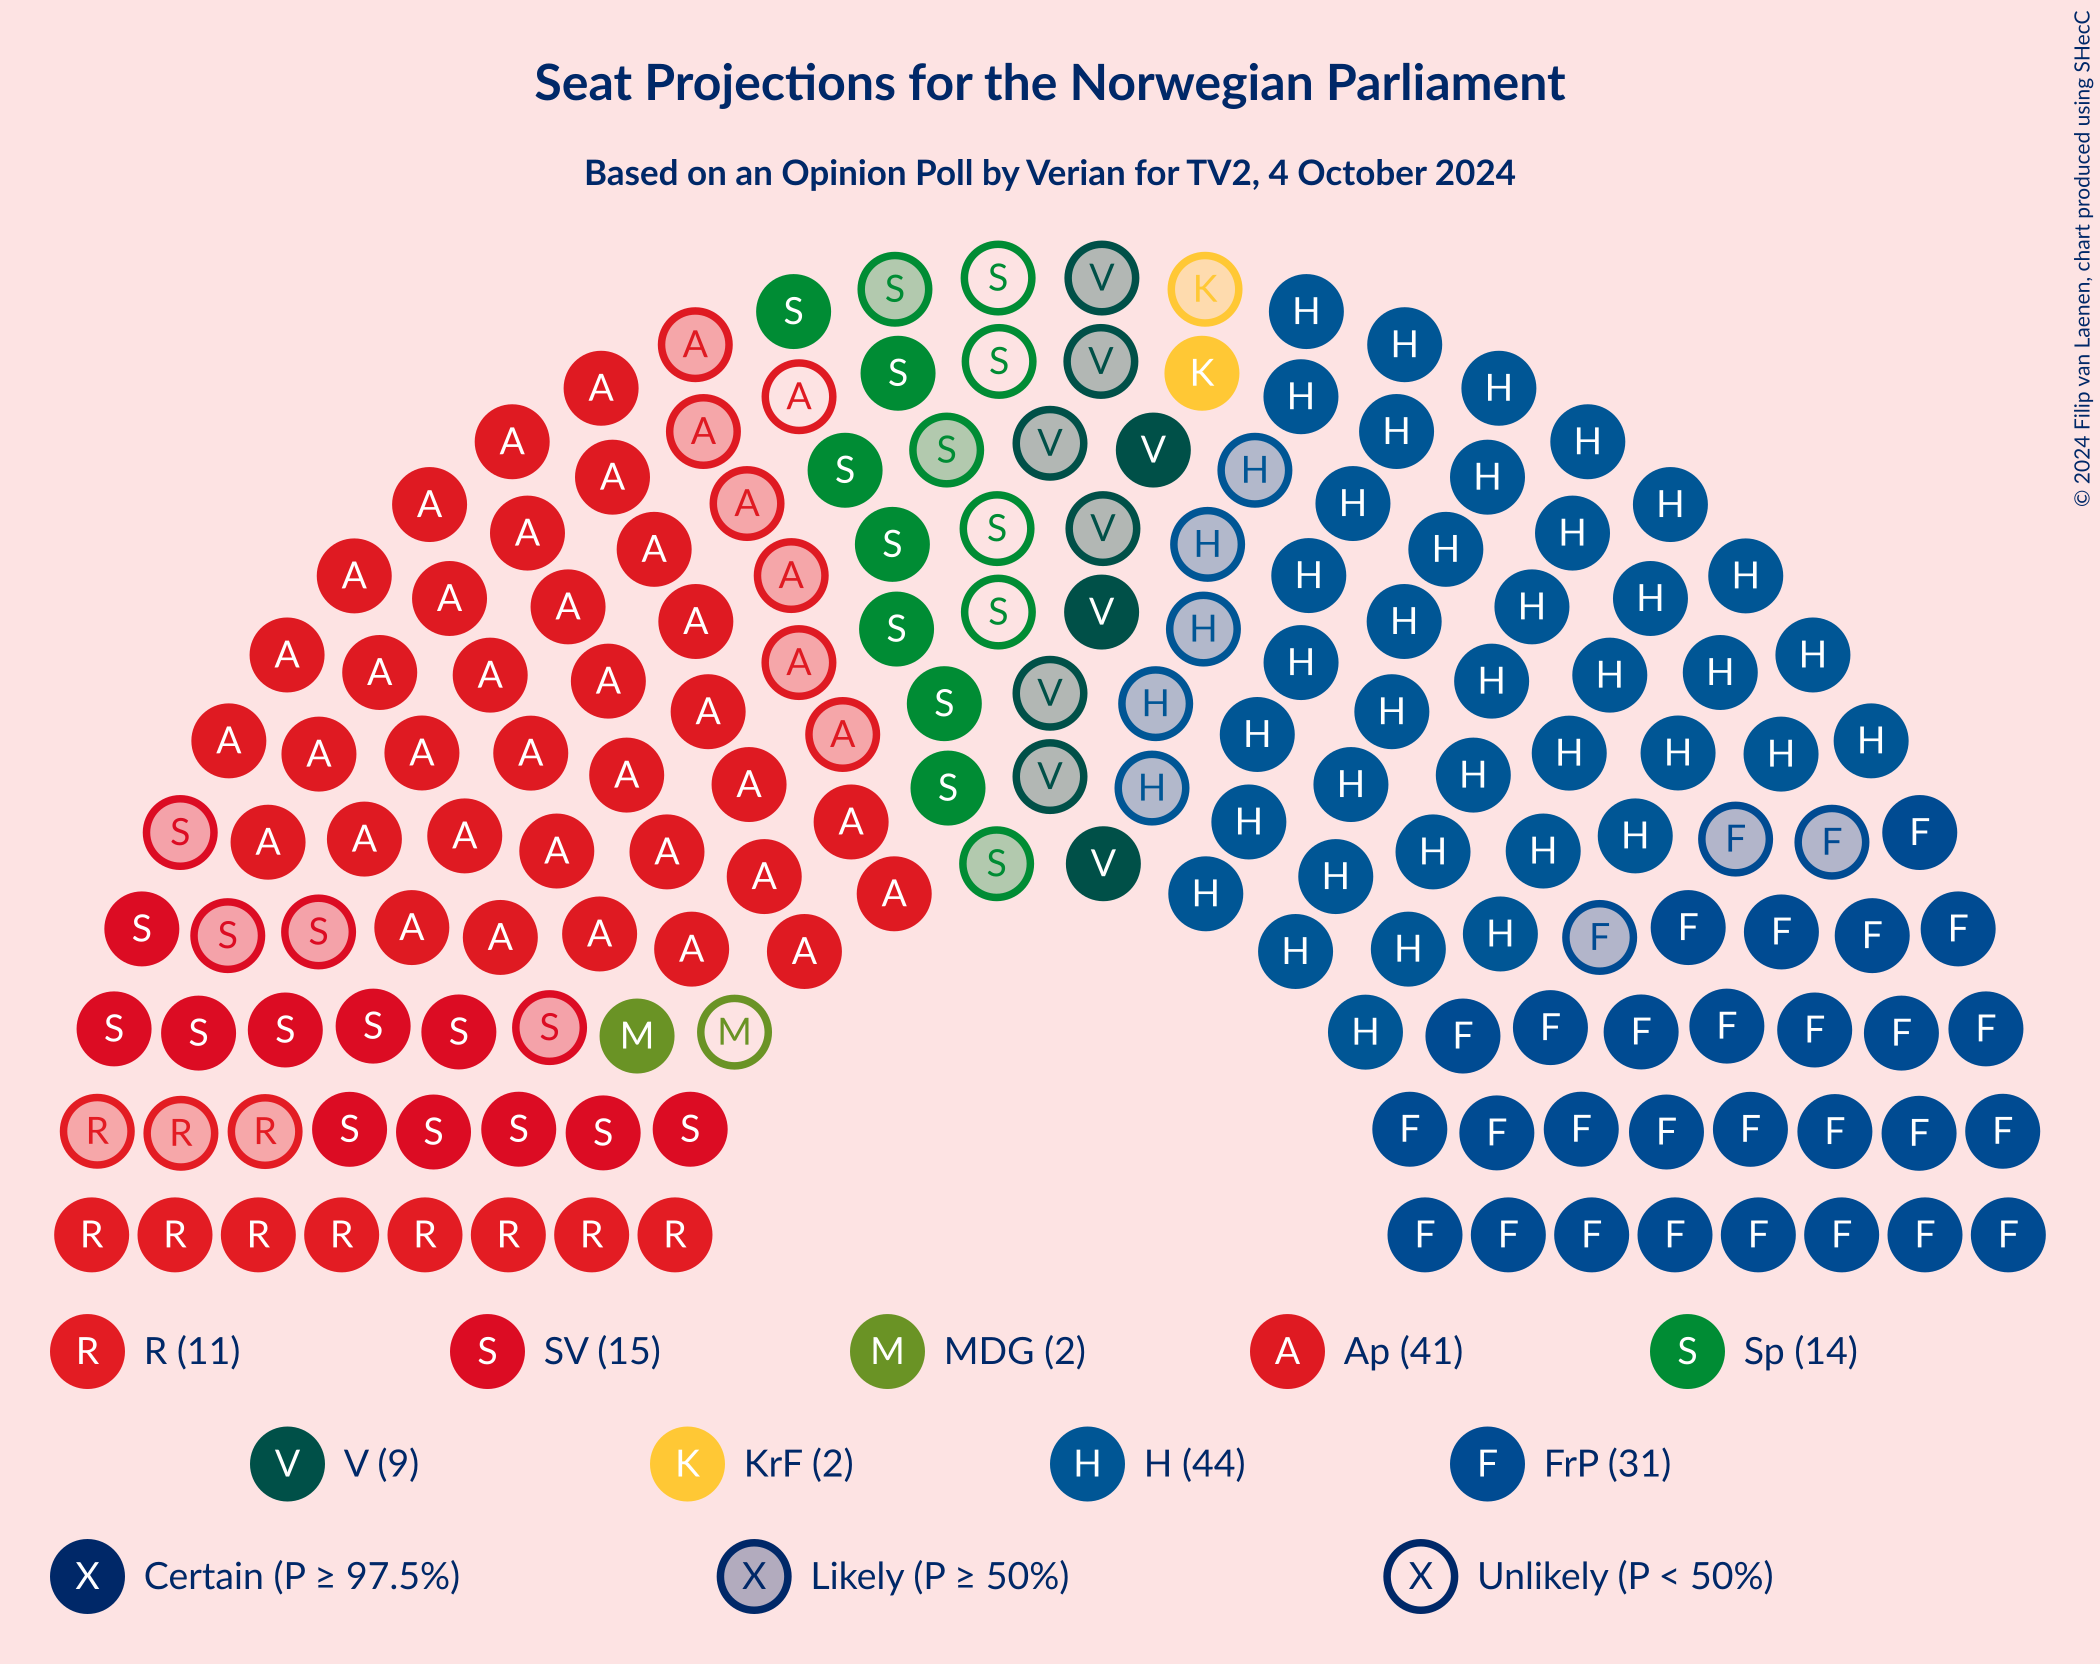 Seat Projections for the Norwegian Parliament
Based on an Opinion Poll by Verian for TV2, 4 October 2024
© 2024 Filip van Laenen, chart produced using SHecC
S S V K
S H
A H
A S S V K H
A A H H
A S V V H H
A A A H H H
A A A S S V H H H H
A A A A H H H H
A A A S S V H H H H
A A A A A S V H H H H H
A A A A A A S V H H H H H H
S A A A A A A A S V H H H H H F F F
S S S A A A A A A H H H H F F F F F
S S S S S S M M H F F F F F F F
R R R S S S S S F F F F F F F F
R R R R R R R R F F F F F F F F
R R (11) S SV (15) M MDG (2) A Ap (41) S Sp (14)
V V (9) K KrF (2) H H (44) F FrP (31)
X Certain (P ≥ 97.5%) X Likely (P ≥ 50%) X Unlikely (P < 50%)